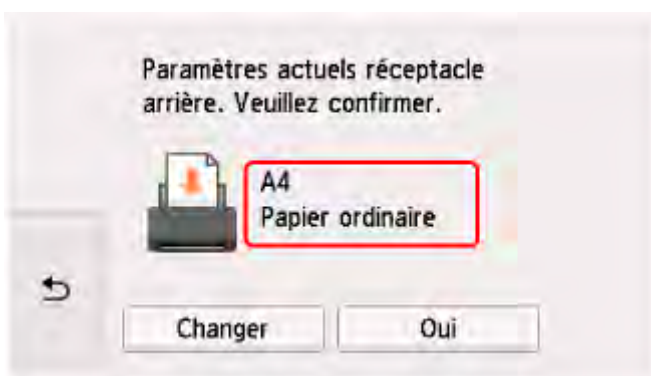 Paramètres actuels réceptacle
arrière. Veuillez confirmer.
A4
Papier ordinaire
Changer
Oui